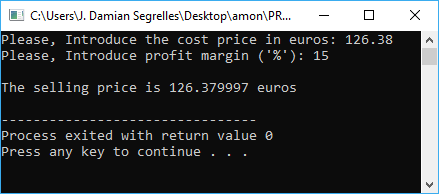 C:\Users\J. Damian Segrelles\Desktop\amon\PR...
Please, Introduce the cost price in euros: 126.38
Please, Introduce profit margin ('%'): 15
The selling price is 126.379997 euros
--------------------------------
Process exited with return value 0
Press any key to continue . . .